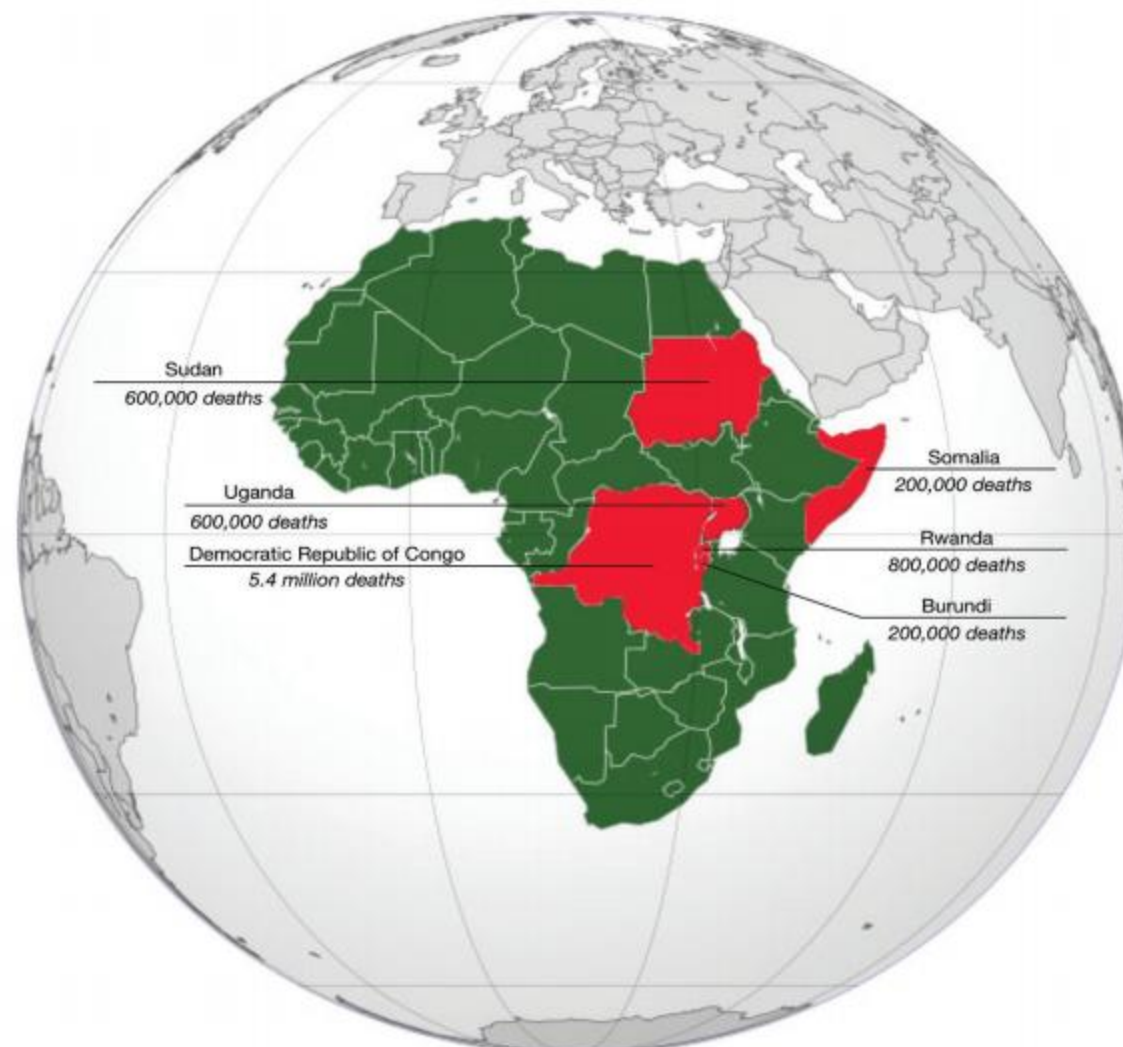 Sudan
600,000 deaths
Somalia
200,000 deaths
Uganda
600,000 deaths
Rwanda
800,000 deaths
Democratic Republic of Congo
5.4 million deaths
Burundi
200,000 deaths